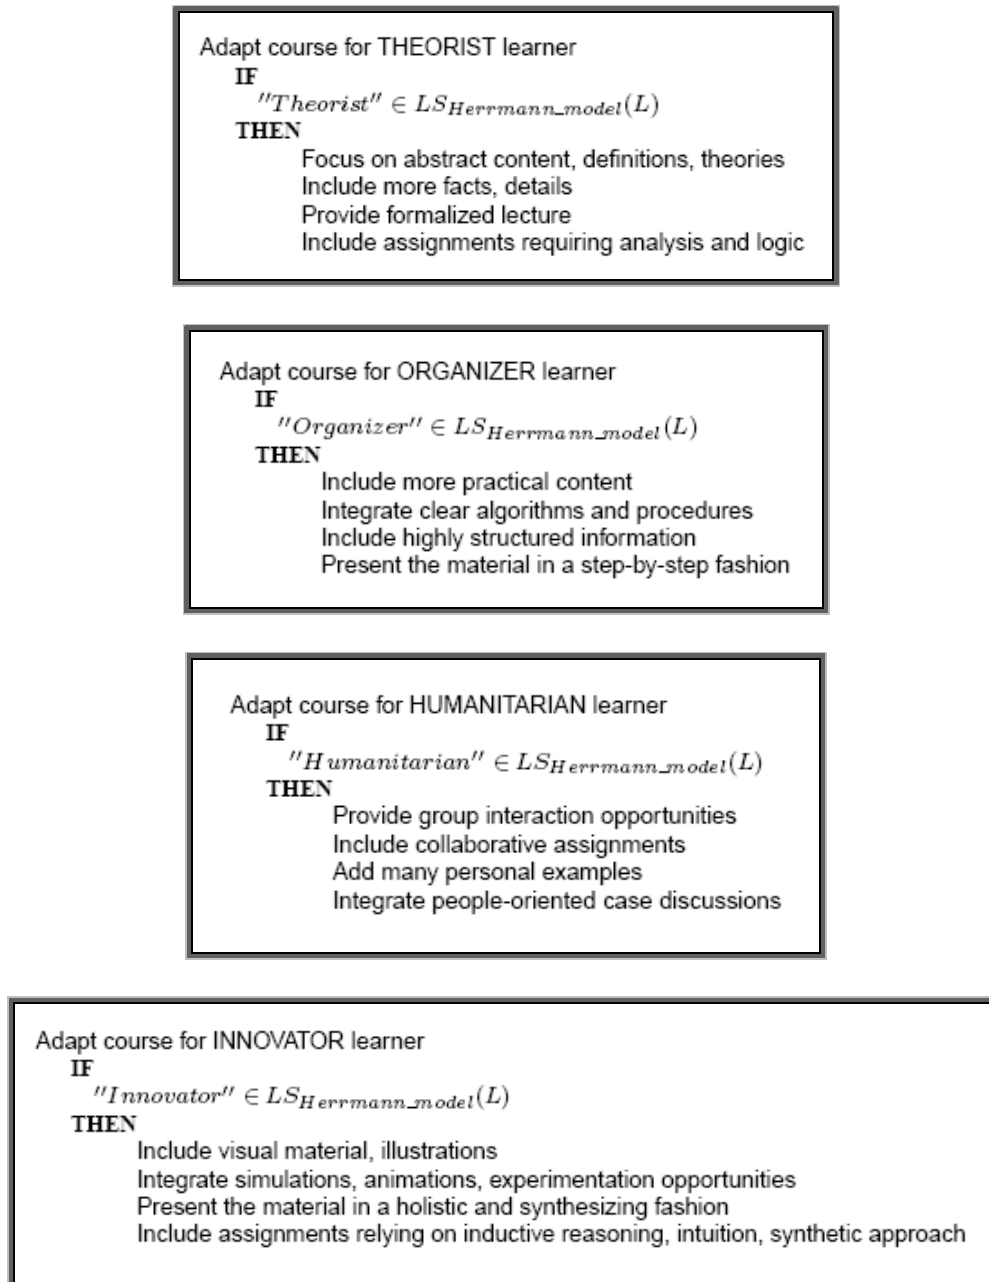 Adapt course for THEORIST learner
IF
"Theorist" ∈ LS_Herrmann_model(L)
THEN
Focus on abstract content, definitions, theories
Include more facts, details
Provide formalized lecture
Include assignments requiring analysis and logic
Adapt course for ORGANIZER learner
IF
"Organizer" ∈ LS_Herrmann_model(L)
THEN
Include more practical content
Integrate clear algorithms and procedures
Include highly structured information
Present the material in a step-by-step fashion
Adapt course for HUMANITARIAN learner
IF
"Humanitarian" ∈ LS_Herrmann_model(L)
THEN
Provide group interaction opportunities
Include collaborative assignments
Add many personal examples
Integrate people-oriented case discussions
Adapt course for INNOVATOR learner
IF
"Innovator" ∈ LS_Herrmann_model(L)
THEN
Include visual material, illustrations
Integrate simulations, animations, experimentation opportunities
Present the material in a holistic and synthesizing fashion
Include assignments relying on inductive reasoning, intuition, synthetic approach